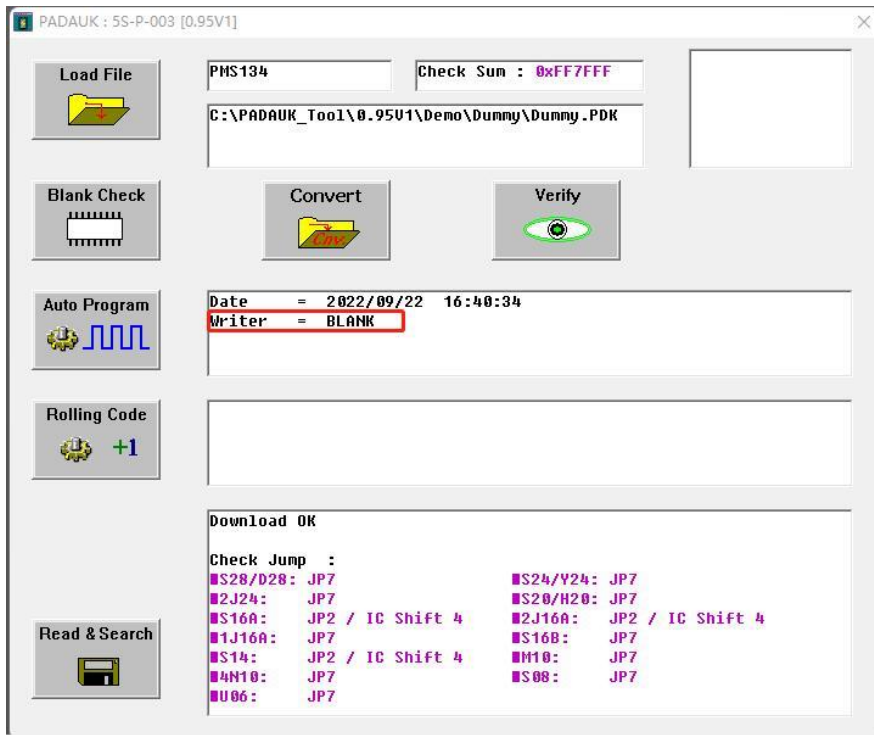 PADAUK : 5S-P-003 [0.95V1]
Load File
PMS134
Check Sum : 0xFF7FFF
C:\PADAUK_Tool\0.95V1\Demo\Dummy\Dummy.PDK
Blank Check
Convert
Cnv.
Verify
Auto Program
Date = 2022/09/22 16:40:34
Writer = BLANK
Rolling Code
+1
Download OK
Check Jump :
■S28/D28: JP7 ■S24/Y24: JP7
■2J24: JP7 ■S20/H20: JP7
■S16A: JP2 / IC Shift 4 ■2J16A: JP2 / IC Shift 4
■1J16A: JP7 ■S16B: JP7
■S14: JP2 / IC Shift 4 ■M10: JP7
■4N10: JP7 ■S08: JP7
■U06: JP7
Read & Search